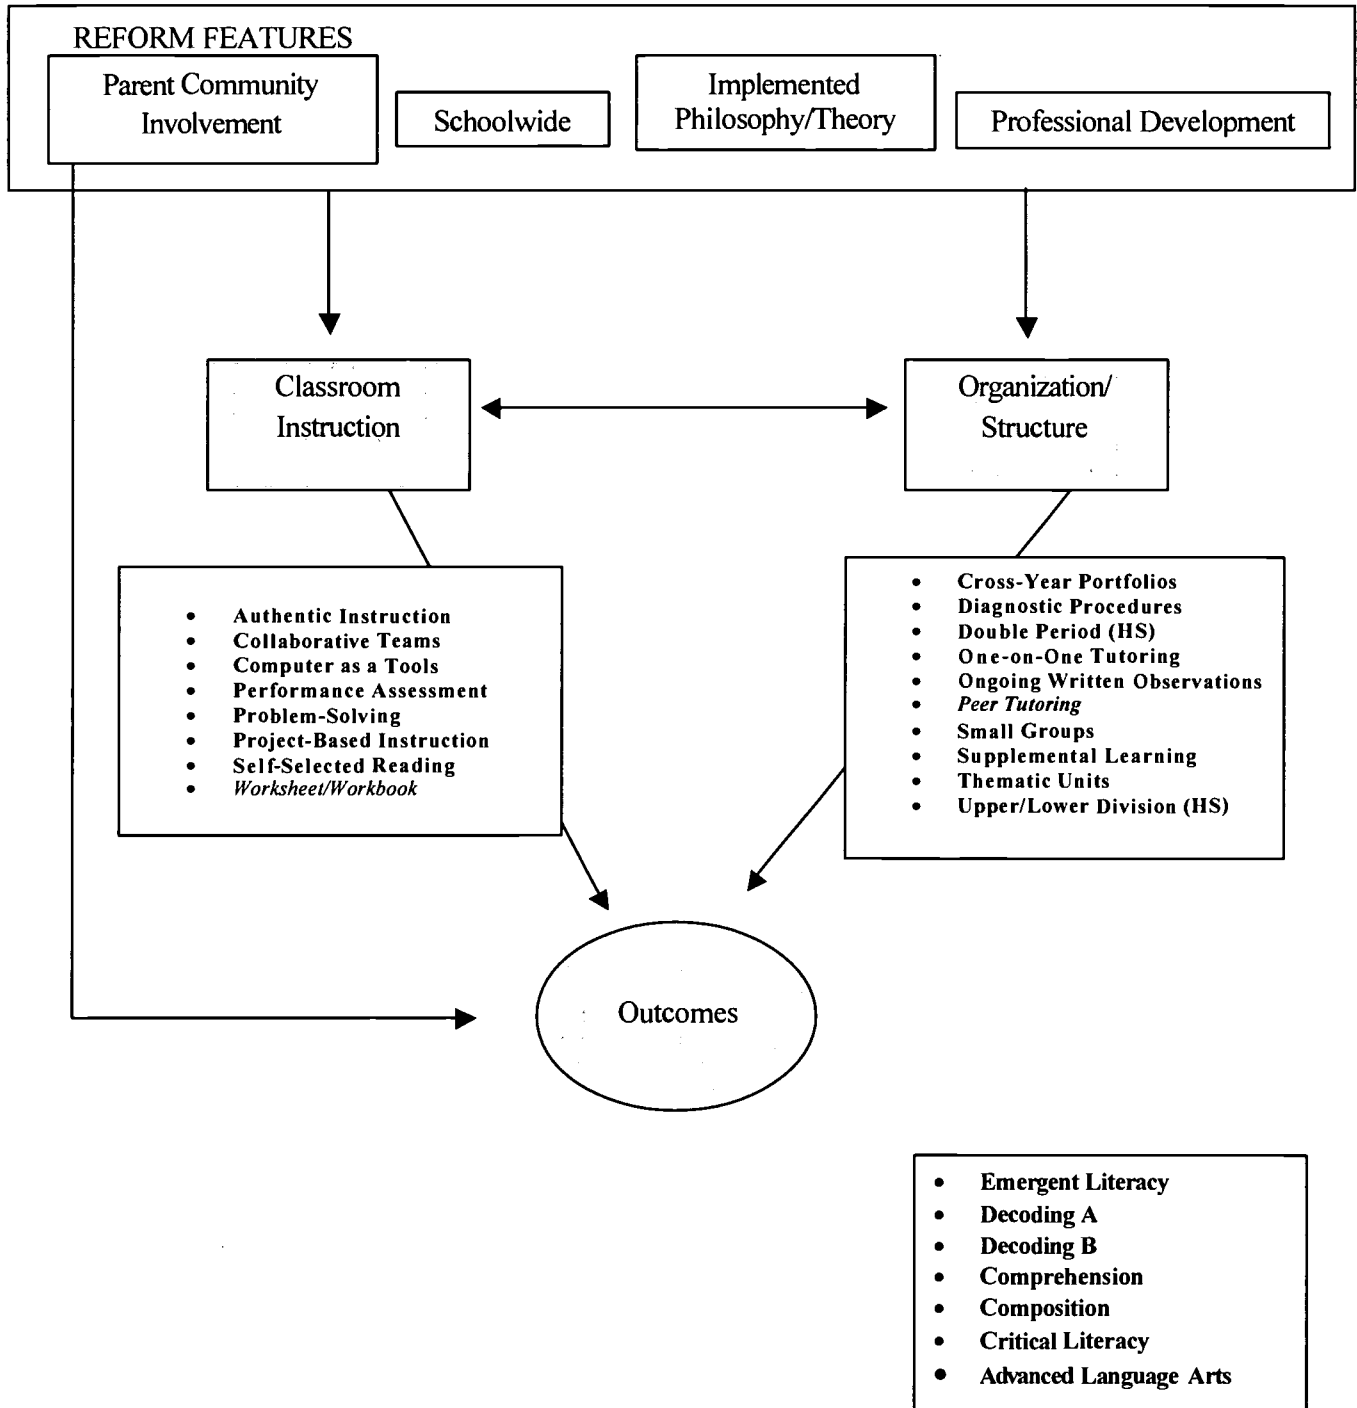 REFORM FEATURES
Parent Community
Involvement
Schoolwide
Implemented
Philosophy/Theory
Professional Development
Classroom
Instruction
Organization/
Structure
• Authentic Instruction
• Collaborative Teams
• Computer as a Tools
• Performance Assessment
• Problem-Solving
• Project-Based Instruction
• Self-Selected Reading
• Worksheet/Workbook
• Cross-Year Portfolios
• Diagnostic Procedures
• Double Period (HS)
• One-on-One Tutoring
• Ongoing Written Observations
• Peer Tutoring
• Small Groups
• Supplemental Learning
• Thematic Units
• Upper/Lower Division (HS)
Outcomes
• Emergent Literacy
• Decoding A
• Decoding B
• Comprehension
• Composition
• Critical Literacy
• Advanced Language Arts